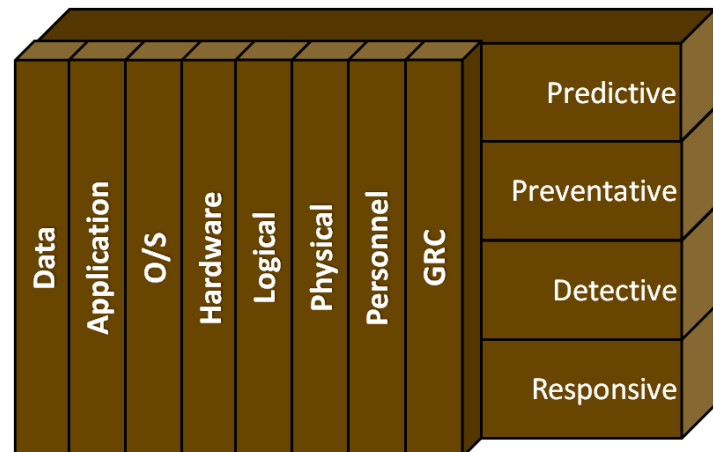 Data
Application
O/S
Hardware
Logical
Physical
Personnel
GRC
Predictive
Preventative
Detective
Responsive